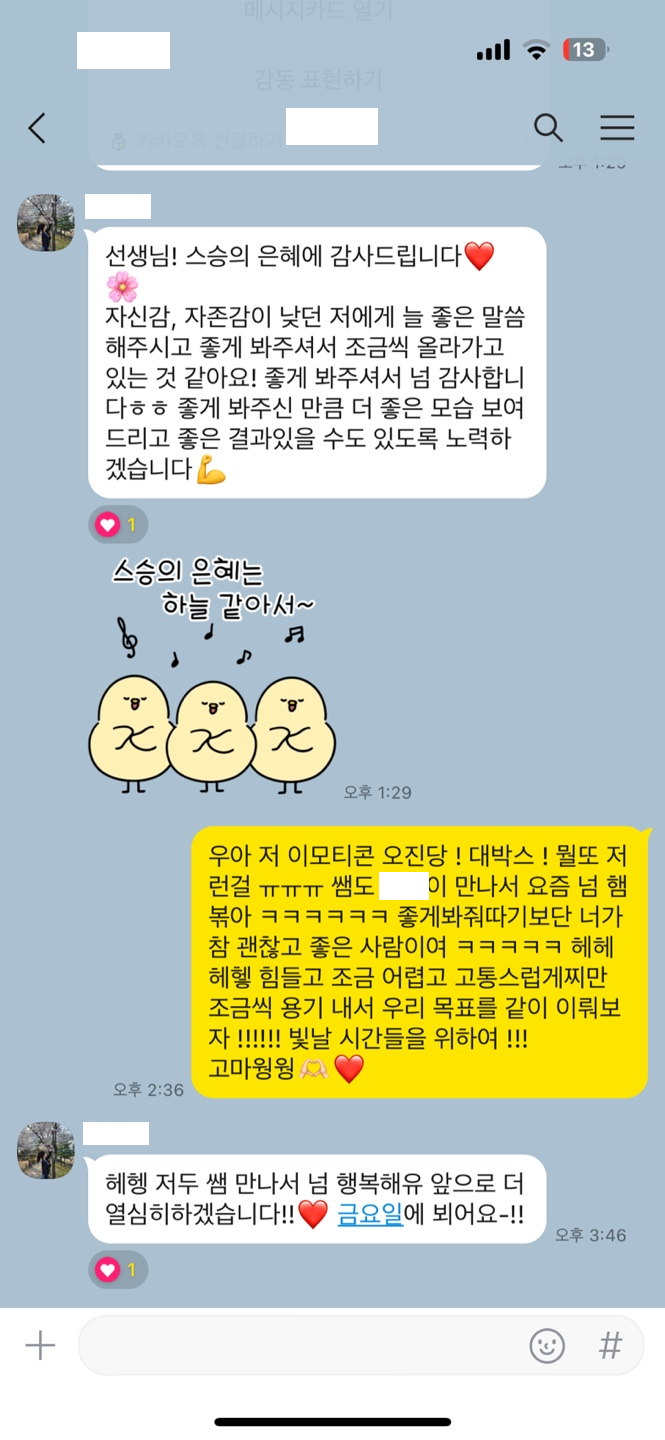 메시지카드 열기
13
감동 표현하기
카카오톡 선물하기
오후 1:29
선생님! 스승의 은혜에 감사드립니다❤️
🌸
자신감, 자존감이 낮던 저에게 늘 좋은 말씀
해주시고 좋게 봐주셔서 조금씩 올라가고
있는 것 같아요! 좋게 봐주셔서 넘 감사합니
다ㅎㅎ 좋게 봐주신 만큼 더 좋은 모습 보여
드리고 좋은 결과있을 수도 있도록 노력하
겠습니다💪
1
스승의 은혜는
하늘 같아서~
오후 1:29
우아 저 이모티콘 오진당 ! 대박스 ! 뭘또 저
런걸 ㅠㅠㅠ 쌤도 이 만나서 요즘 넘 햄
볶아 ㅋㅋㅋㅋㅋㅋ 좋게봐줘따기보단 너가
참 괜찮고 좋은 사람이여 ㅋㅋㅋㅋㅋ 헤헤
헤헿 힘들고 조금 어렵고 고통스럽게찌만
조금씩 용기 내서 우리 목표를 같이 이뤄보
자 !!!!!! 빛날 시간들을 위하여 !!!
고마웡웡🫶🏻❤️
오후 2:36
헤헹 저두 쌤 만나서 넘 행복해유 앞으로 더
열심히하겠습니다!!❤️ 금요일에 뵈어요-!!
오후 3:46
1
#